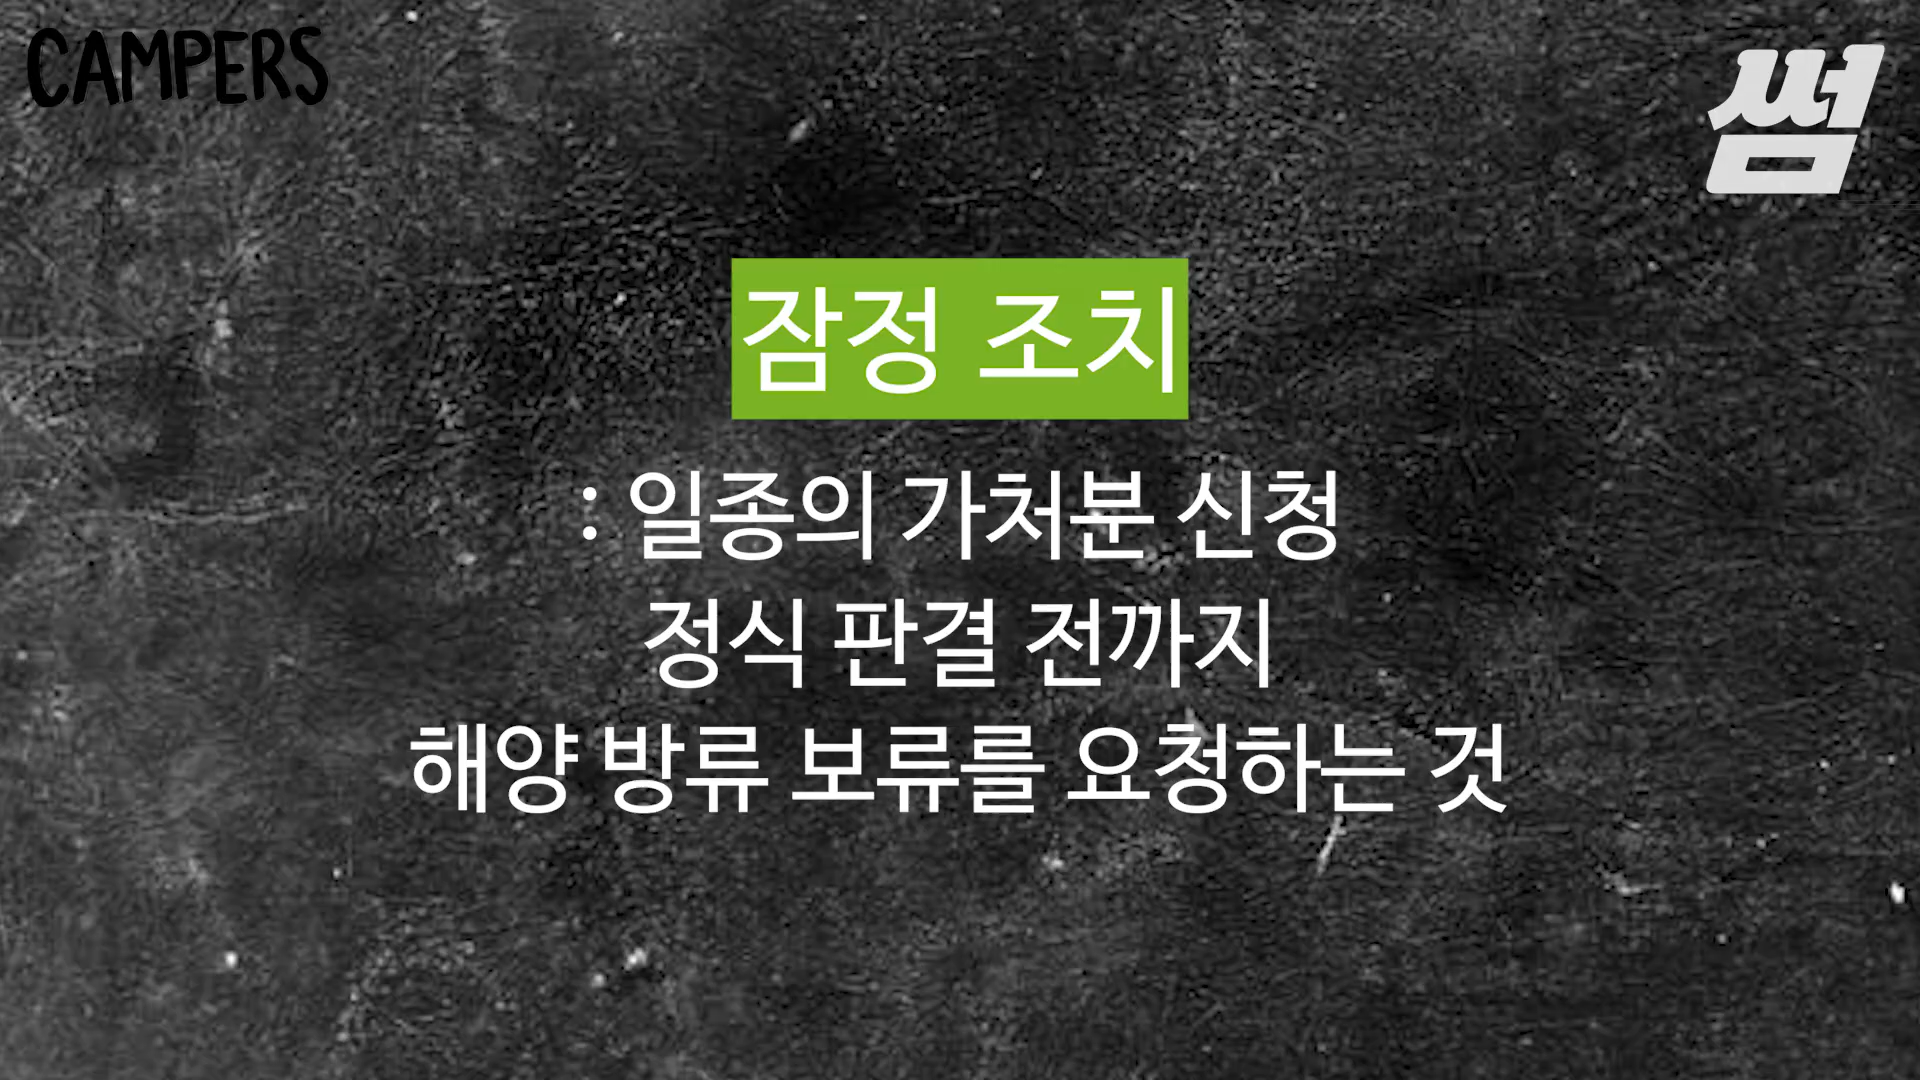 CAMPERS
썸
잠정 조치
: 일종의 가처분 신청
정식 판결 전까지
해양 방류 보류를 요청하는 것